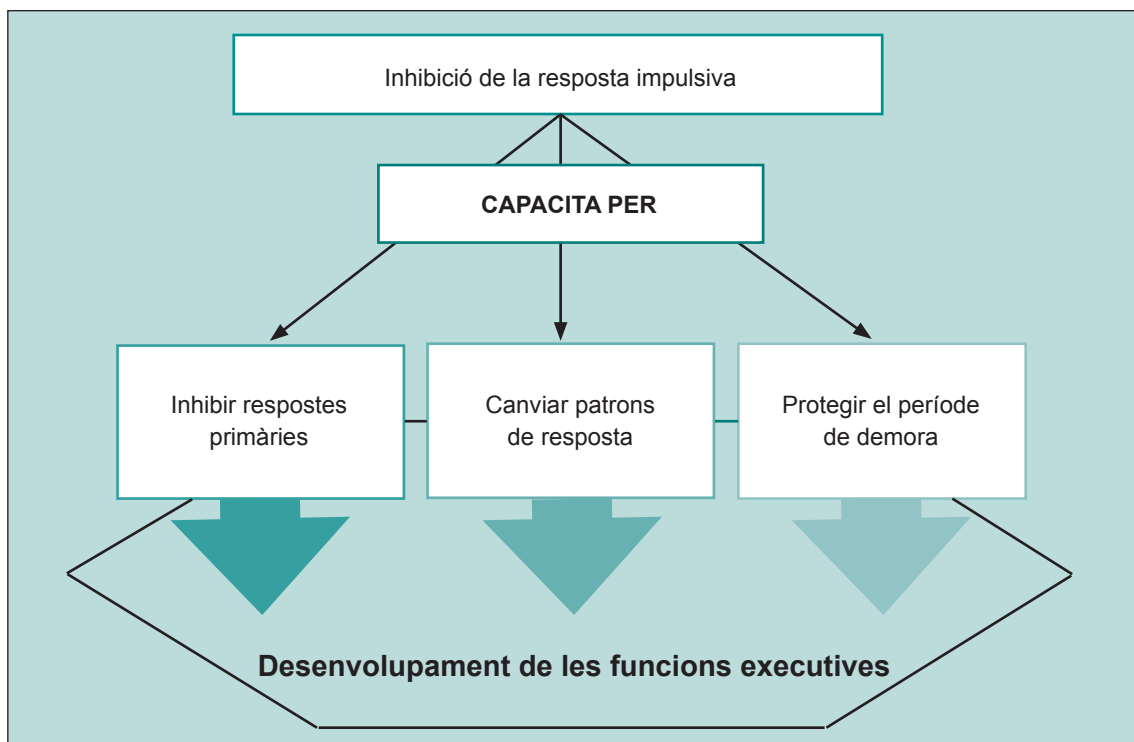 Inhibició de la resposta impulsiva
CAPACITA PER
Inhibir respostes
primàries
Canviar patrons
de resposta
Protegir el període
de demora
Desenvolupament de les funcions executives